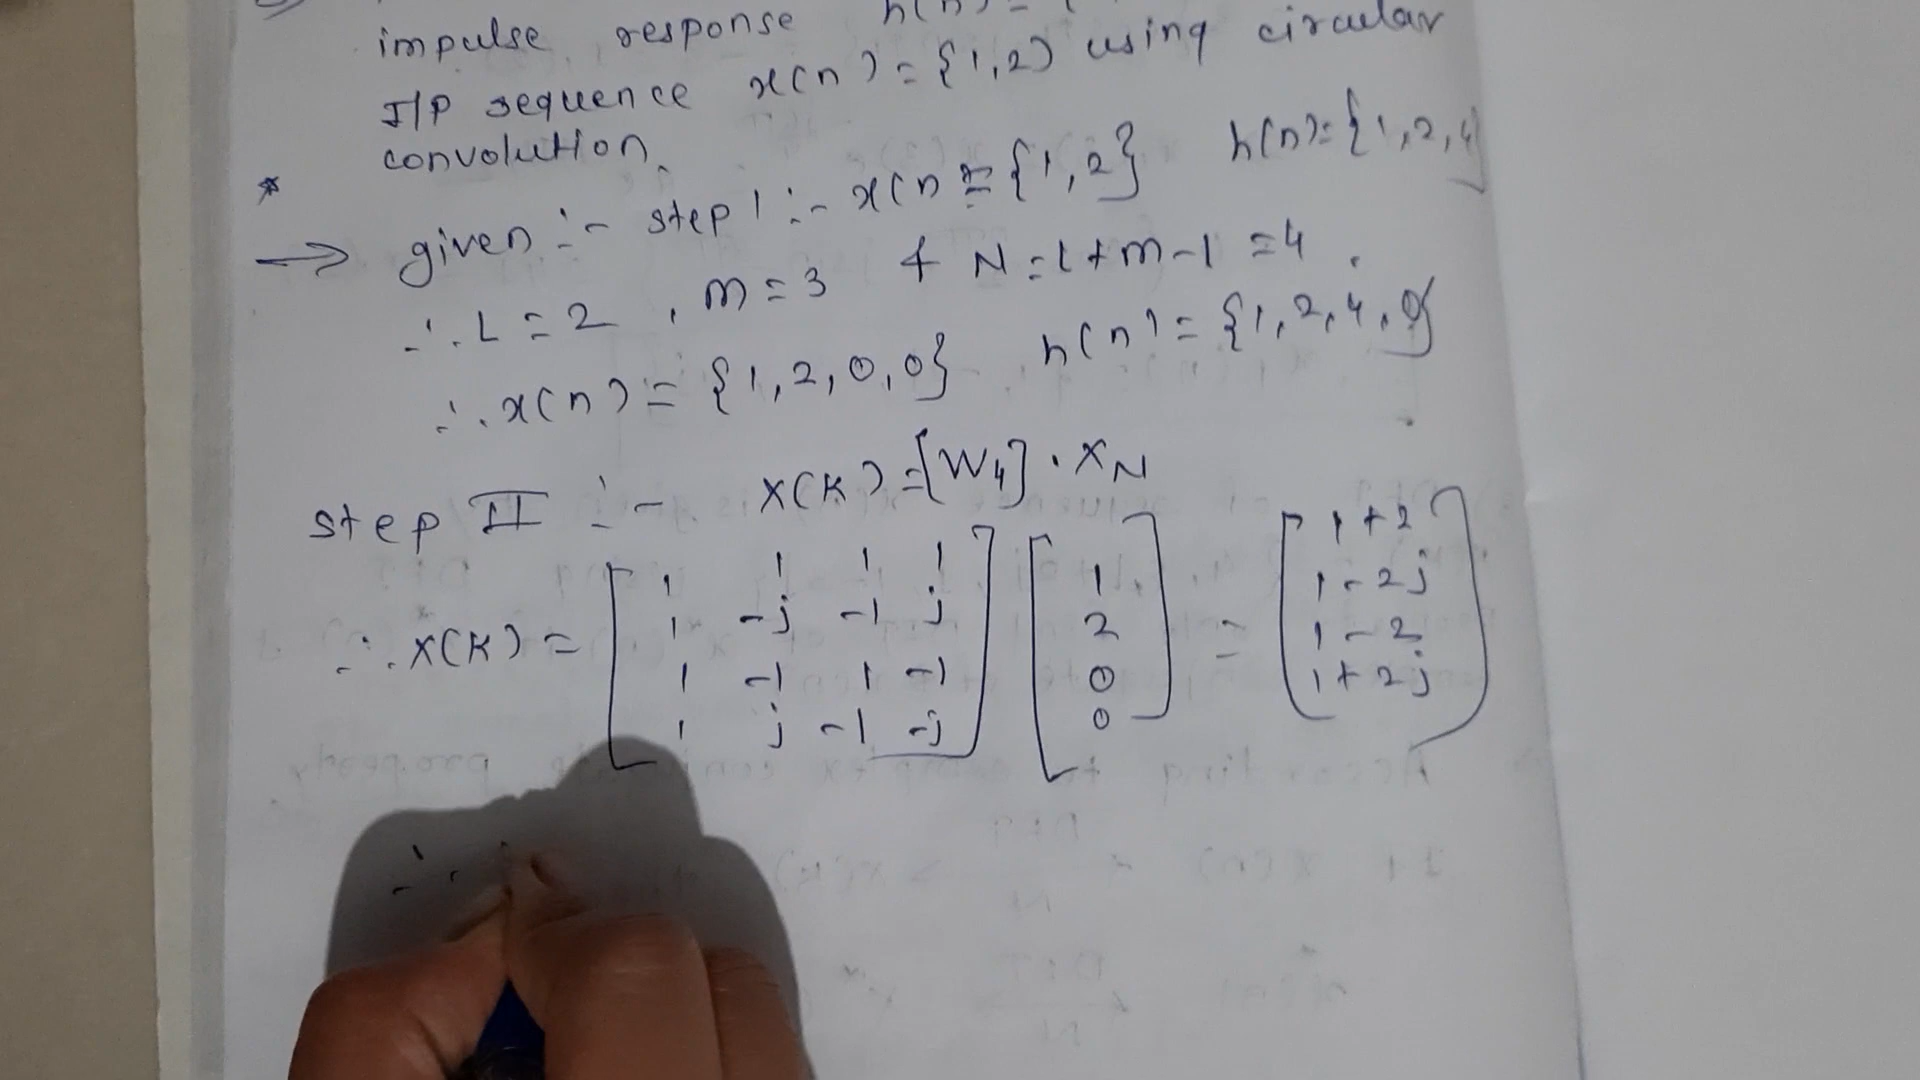 impulse response h(n) = {
I/P sequence x(n) = {1,2} using circular
convolution.
* given :- step 1 :- x(n) = {1,2} h(n) = {1,2,4
∴ L = 2 , m = 3 & N = L+m-1 = 4
∴ x(n) = {1,2,0,0} h(n) = {1,2,4,0}
step II :- X(K) = [W4] . XN
∴ X(K) = [ 1 1 1 1 ] [ 1 ] = [ 1+2 ]
1 -j -1 j 2 1-2j
1 -1 1 -1 0 1-2
1 j -1 -j 0 1+2j
∴